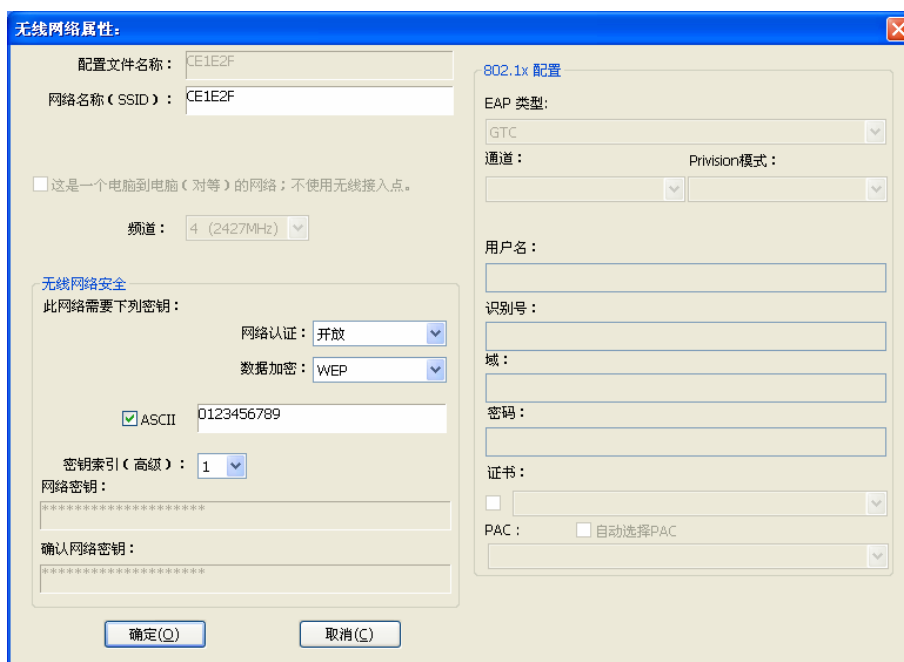 无线网络属性：
配置文件名称： CE1E2F
网络名称（SSID）： CE1E2F
这是一个电脑到电脑（对等）的网络；不使用无线接入点。
频道： 4 (2427MHz)
无线网络安全
此网络需要下列密钥：
网络认证： 开放
数据加密： WEP
ASCII 0123456789
密钥索引（高级）： 1
网络密钥：
********************
确认网络密钥：
********************
确定(O)
取消(C)
802.1x 配置
EAP 类型:
GTC
通道： Privision模式：
用户名：
识别号：
域：
密码：
证书：
PAC： 自动选择PAC